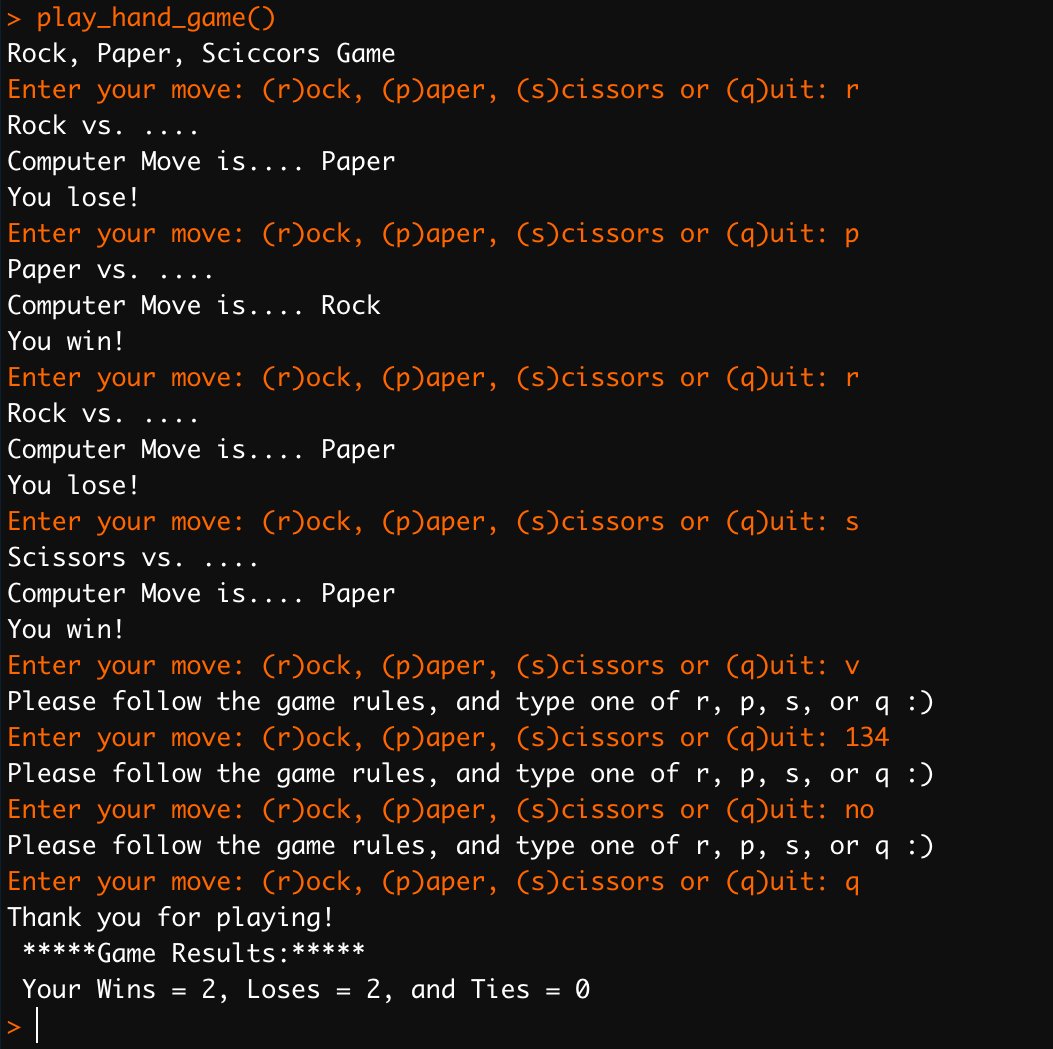 > play_hand_game()
Rock, Paper, Sciccors Game
Enter your move: (r)ock, (p)aper, (s)cissors or (q)uit: r
Rock vs. ....
Computer Move is.... Paper
You lose!
Enter your move: (r)ock, (p)aper, (s)cissors or (q)uit: p
Paper vs. ....
Computer Move is.... Rock
You win!
Enter your move: (r)ock, (p)aper, (s)cissors or (q)uit: r
Rock vs. ....
Computer Move is.... Paper
You lose!
Enter your move: (r)ock, (p)aper, (s)cissors or (q)uit: s
Scissors vs. ....
Computer Move is.... Paper
You win!
Enter your move: (r)ock, (p)aper, (s)cissors or (q)uit: v
Please follow the game rules, and type one of r, p, s, or q :)
Enter your move: (r)ock, (p)aper, (s)cissors or (q)uit: 134
Please follow the game rules, and type one of r, p, s, or q :)
Enter your move: (r)ock, (p)aper, (s)cissors or (q)uit: no
Please follow the game rules, and type one of r, p, s, or q :)
Enter your move: (r)ock, (p)aper, (s)cissors or (q)uit: q
Thank you for playing!
*****Game Results:*****
Your Wins = 2, Loses = 2, and Ties = 0
>